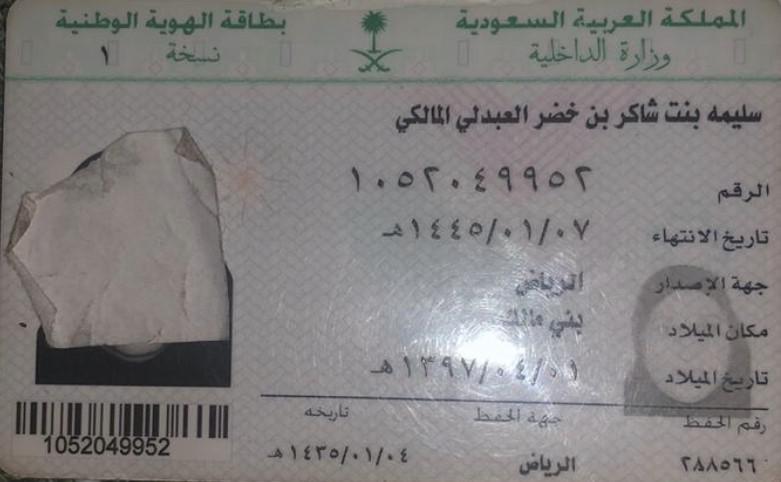 المملكة العربية السعودية بطاقة الهوية الوطنية
وزارة الداخلية نسخة ١
سليمه بنت شاكر بن خضر العبدلي المالكي
الرقم ١٠٥٢٠٤٩٩٥٢
تاريخ الانتهاء ١٤٤٥/٠١/٠٧هـ
جهة الإصدار الرياض
مكان الميلاد بني مالك
تاريخ الميلاد ١٣٩٧/٠٤/٠١هـ
رقم الحفظ جهة الحفظ تاريخه
٢٨٨٥٦٦ الرياض ١٤٣٥/٠١/٠٤هـ
1052049952